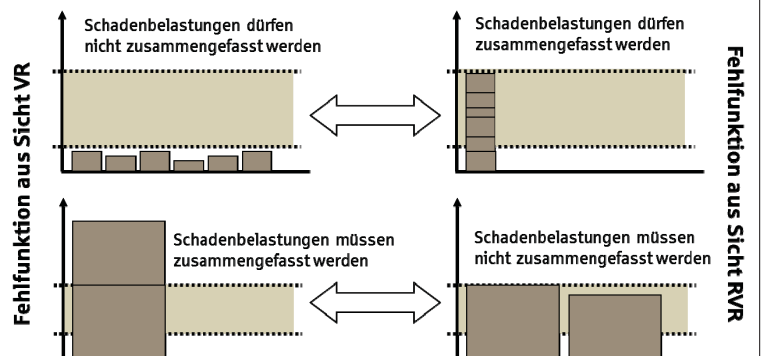 Schadenbelastungen dürfen
nicht zusammengefasst werden
Schadenbelastungen dürfen
zusammengefasst werden
Fehlfunktion aus Sicht VR
Fehlfunktion aus Sicht RVR
Schadenbelastungen müssen
zusammengefasst werden
Schadenbelastungen müssen
nicht zusammengefasst werden